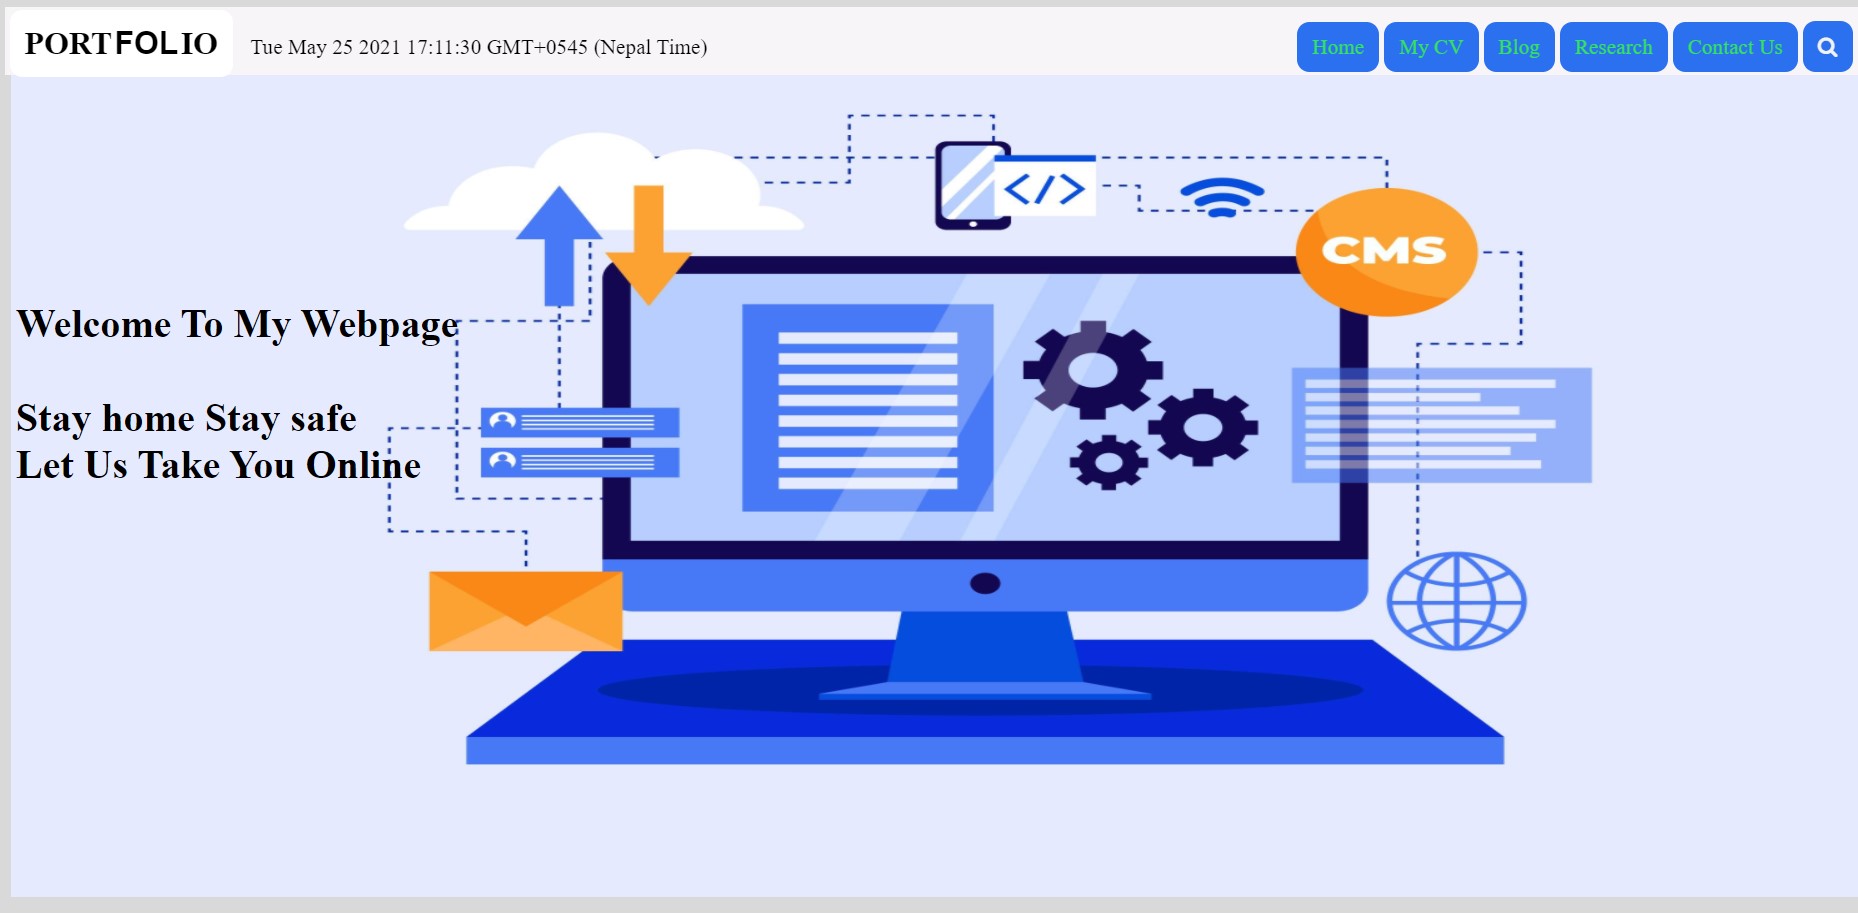 PORTFOLIO
Tue May 25 2021 17:11:30 GMT+0545 (Nepal Time)
Home
My CV
Blog
Research
Contact Us
</>
CMS
Welcome To My Webpage
Stay home Stay safe
Let Us Take You Online